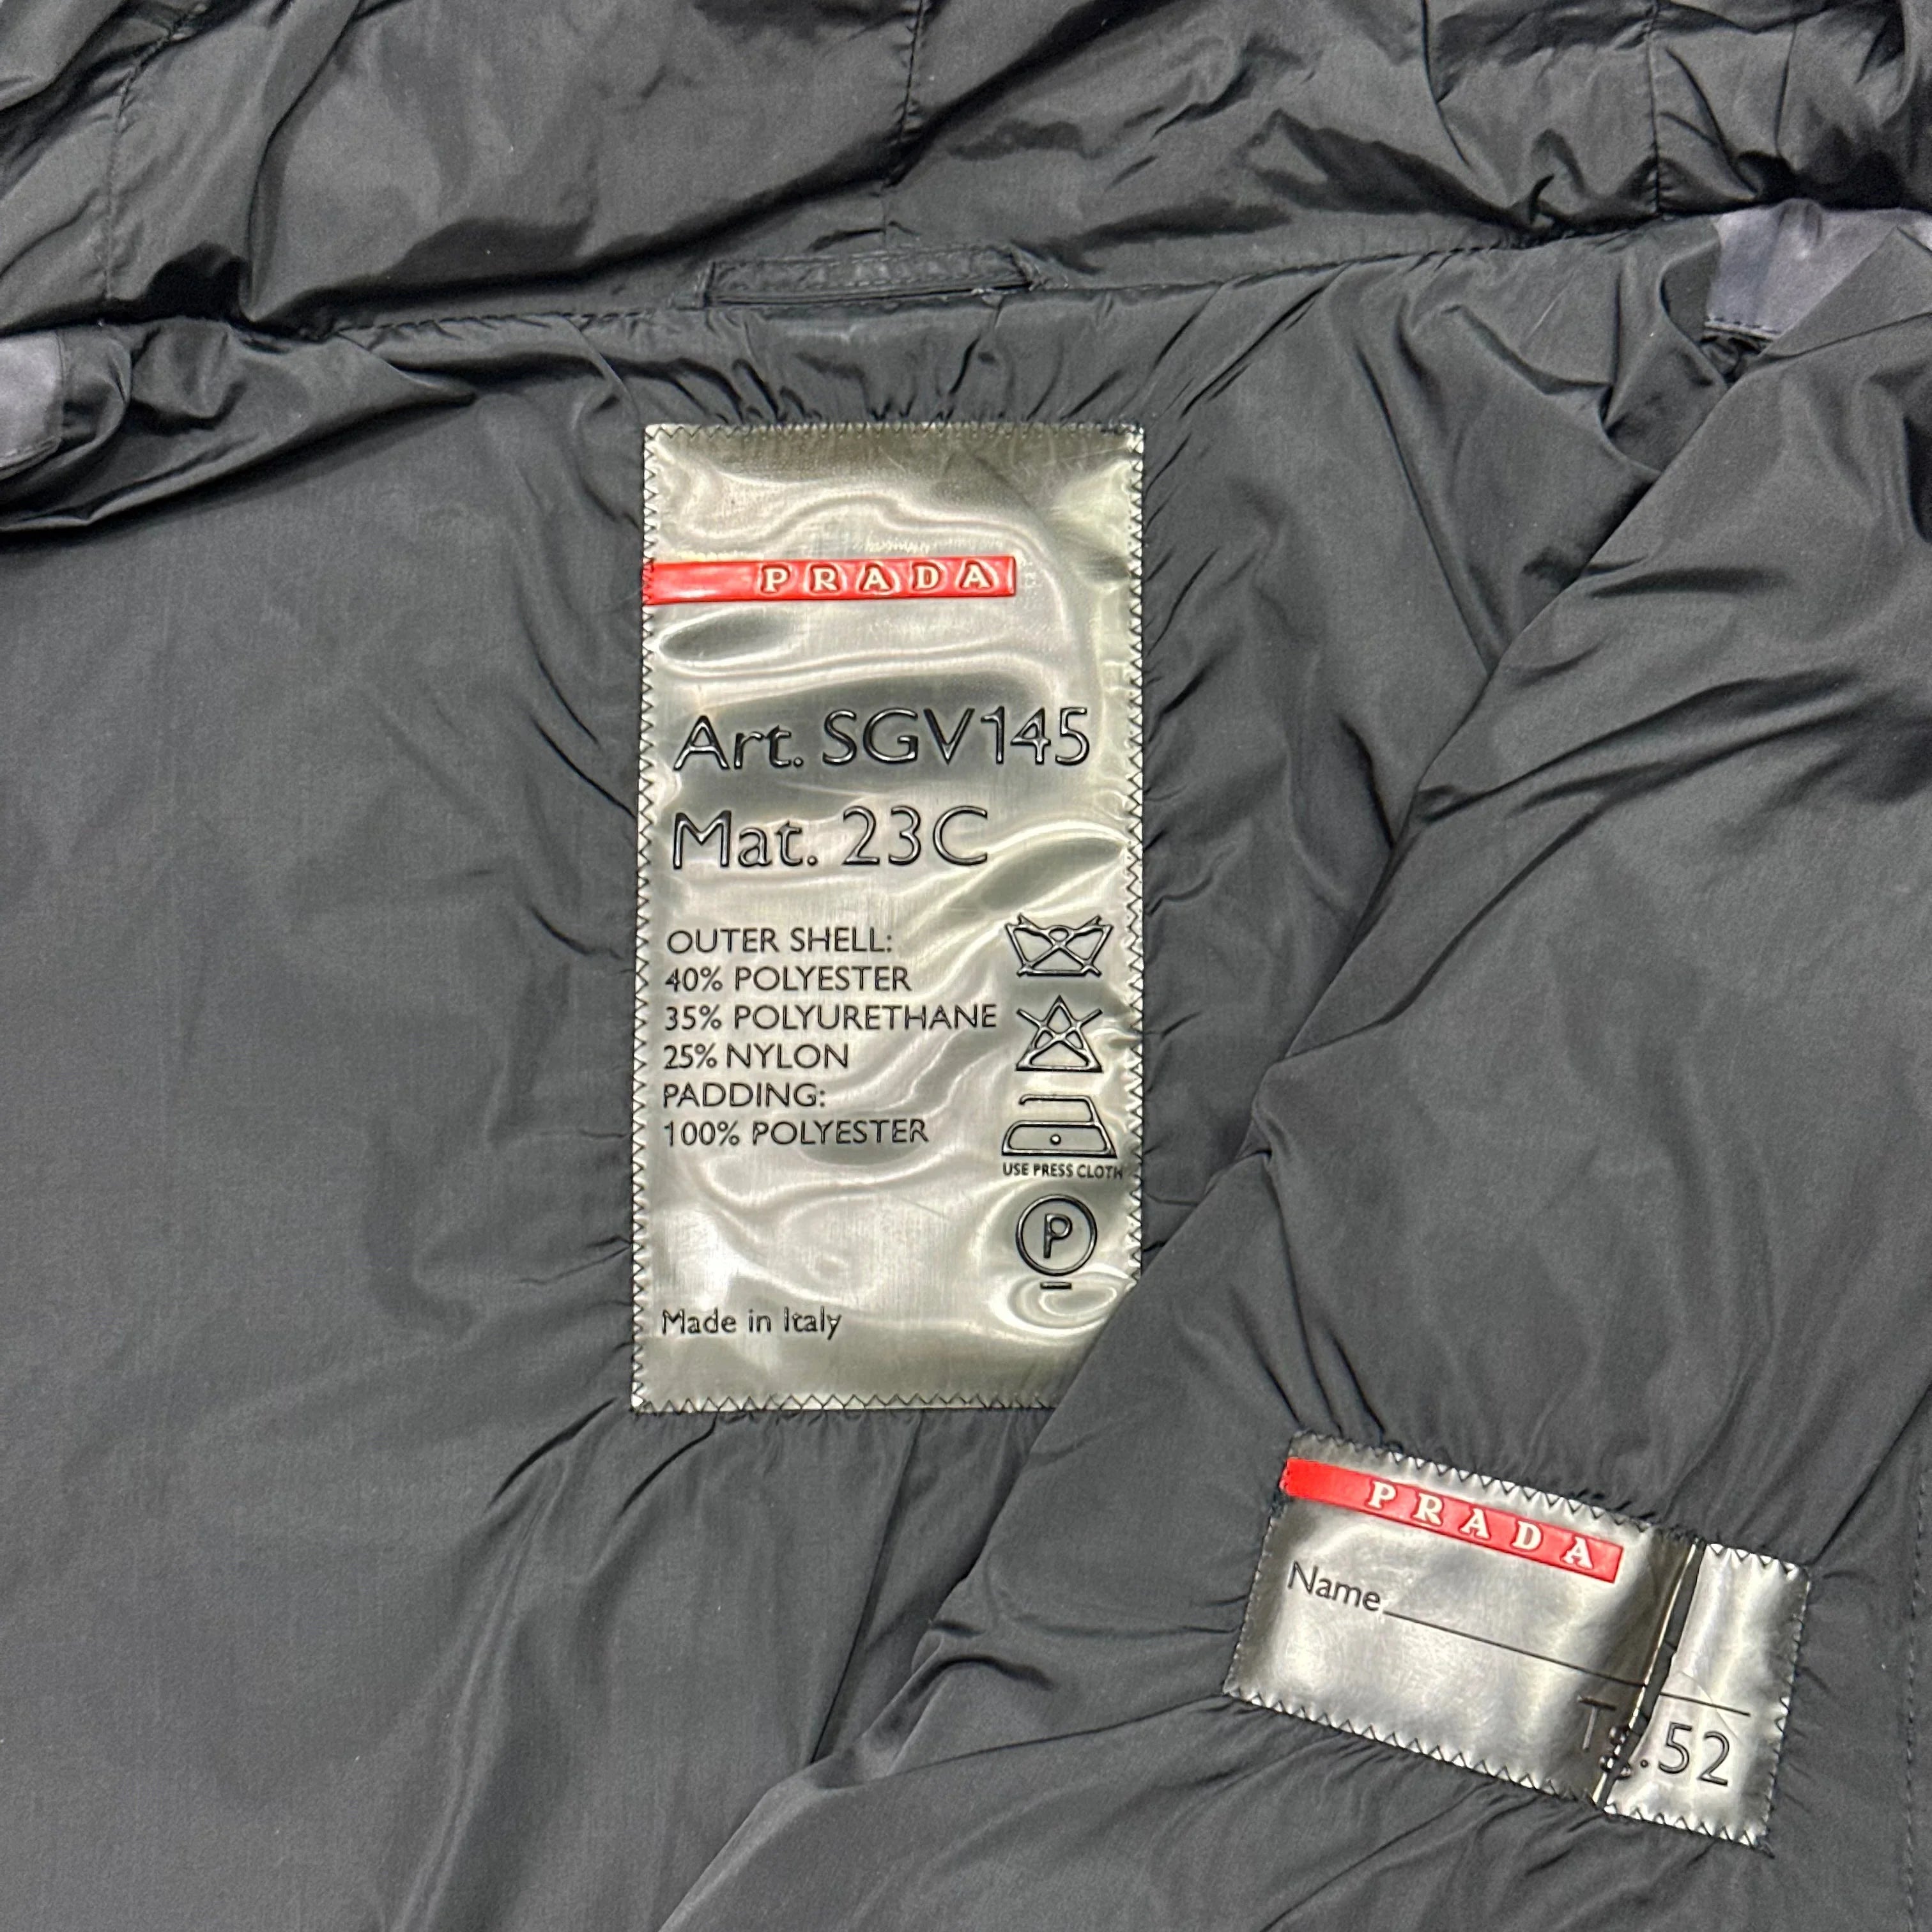 PRADA
Art. SGV145
Mat. 23C
OUTER SHELL:
40% POLYESTER
35% POLYURETHANE
25% NYLON
PADDING:
100% POLYESTER
USE PRESS CLOTH
P
Made in Italy
PRADA
Name
Tg.52